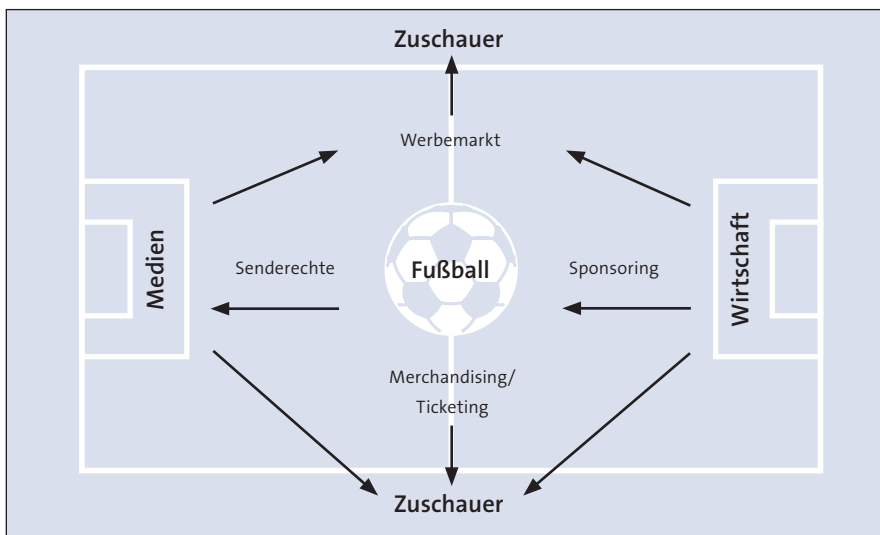 Zuschauer
Werbemarkt
Medien
Senderechte
Fußball
Sponsoring
Wirtschaft
Merchandising/
Ticketing
Zuschauer